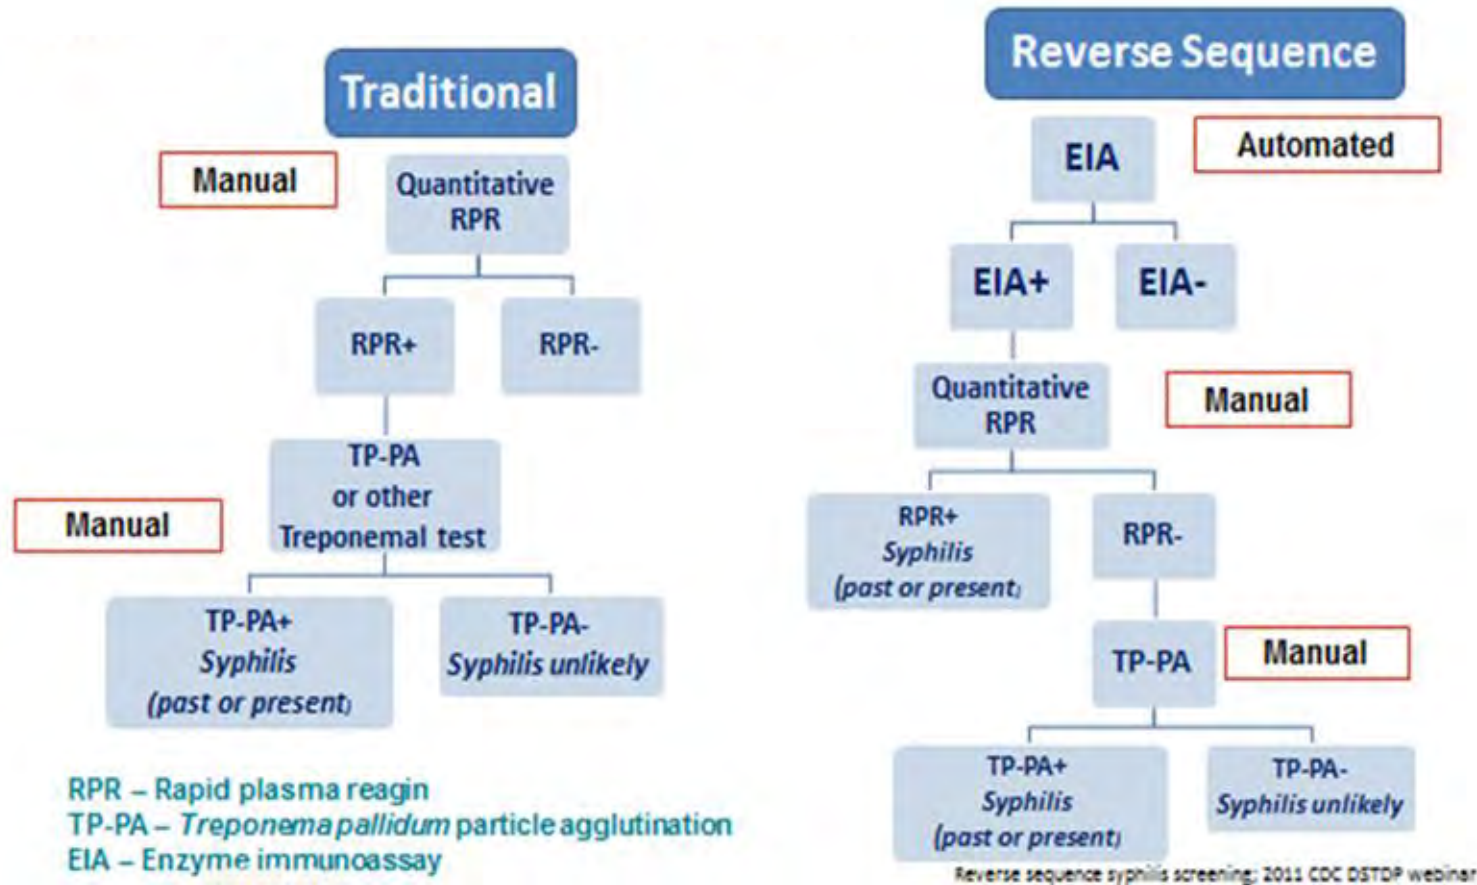 Traditional
Manual
Quantitative
RPR
RPR+
RPR-
TP-PA
or other
Treponemal test
Manual
TP-PA+
Syphilis
(past or present)
TP-PA-
Syphilis unlikely
RPR – Rapid plasma reagin
TP-PA – Treponema pallidum particle agglutination
EIA – Enzyme immunoassay
Reverse Sequence
EIA
Automated
EIA+
EIA-
Quantitative
RPR
Manual
RPR+
Syphilis
(past or present)
RPR-
TP-PA
Manual
TP-PA+
Syphilis
(past or present)
TP-PA-
Syphilis unlikely
Reverse sequence syphilis screening; 2011 CDC DSTDP webinar